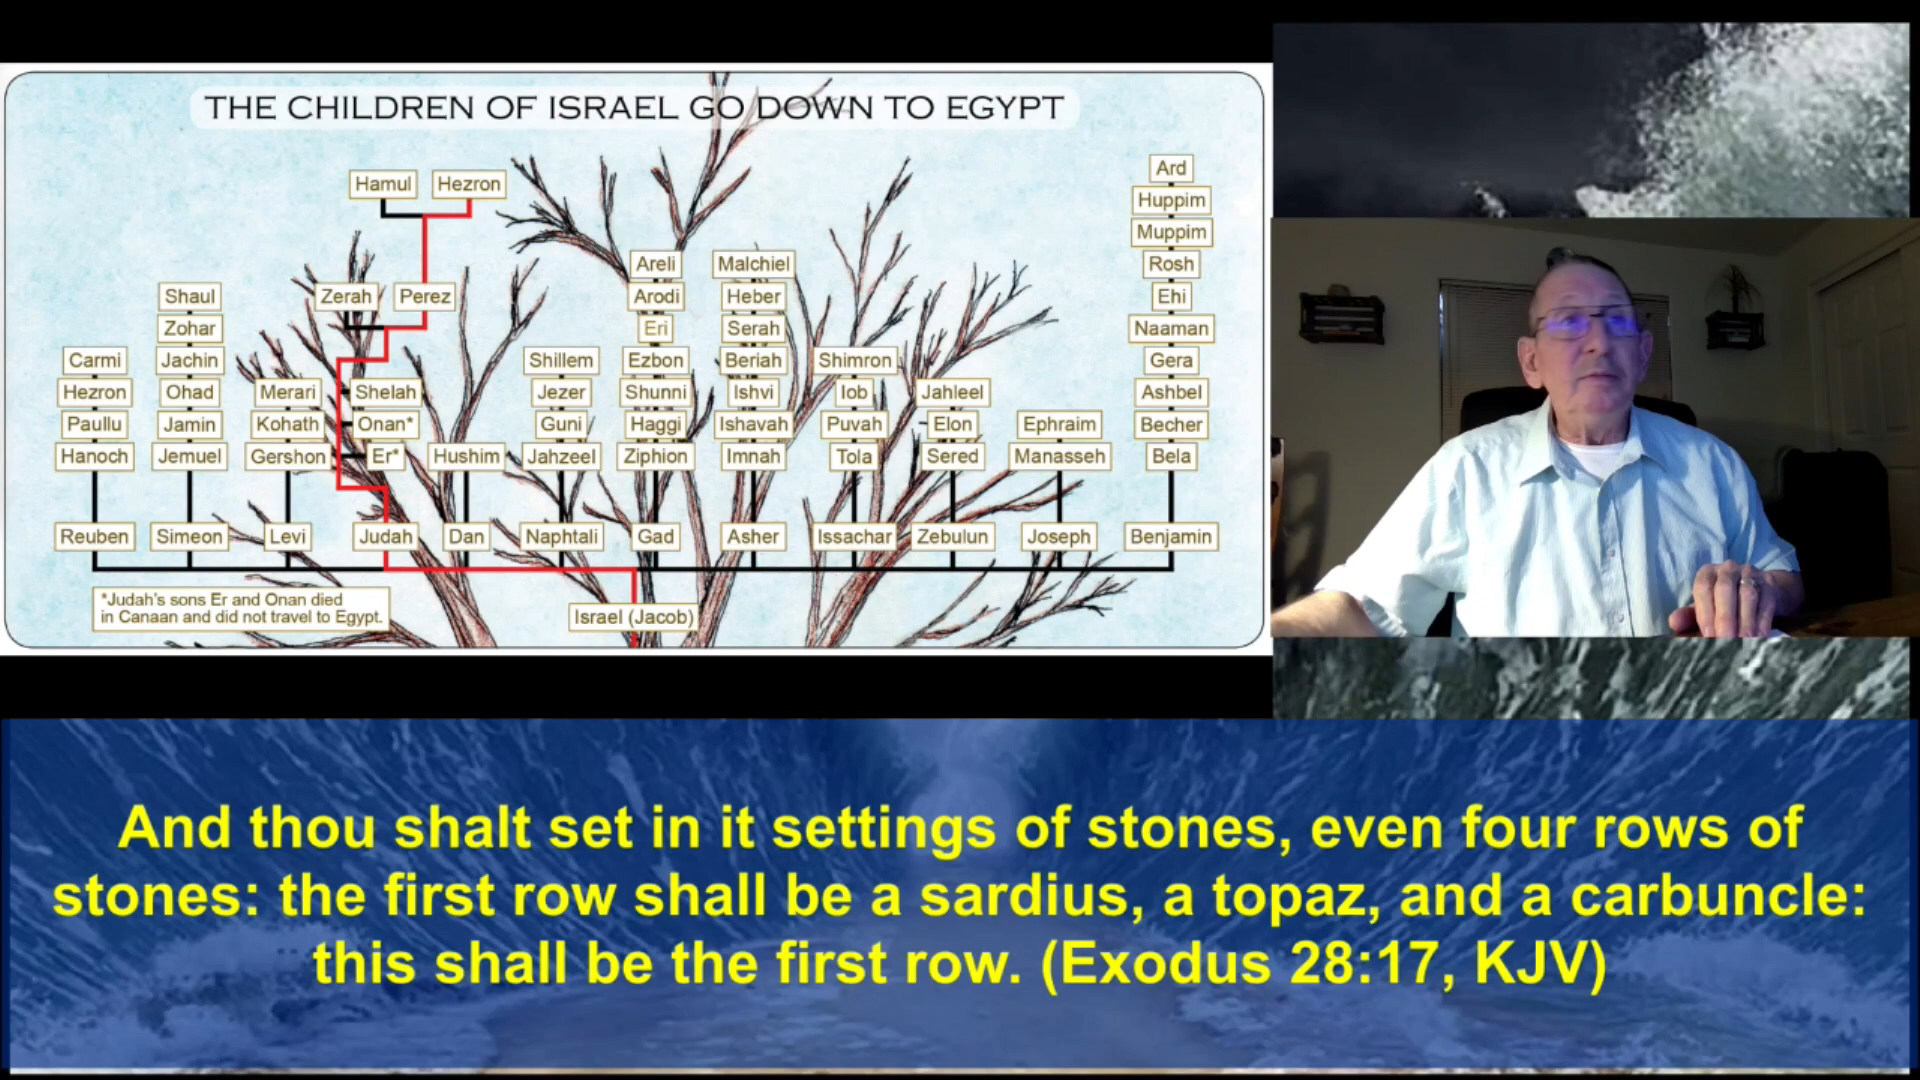 THE CHILDREN OF ISRAEL GO DOWN TO EGYPT
Hamul
Hezron
Zerah
Perez
Carmi
Hezron
Paullu
Hanoch
Reuben
Shaul
Zohar
Jachin
Ohad
Jamin
Jemuel
Simeon
Merari
Kohath
Gershon
Levi
Shelah
Onan*
Er*
Judah
Hushim
Dan
Shillem
Jezer
Guni
Jahzeel
Naphtali
Areli
Arodi
Eri
Ezbon
Shunni
Haggi
Ziphion
Gad
Malchiel
Heber
Serah
Beriah
Ishvi
Ishavah
Imnah
Asher
Shimron
Iob
Puvah
Tola
Issachar
Jahleel
Elon
Sered
Zebulun
Ephraim
Manasseh
Joseph
Ard
Huppim
Muppim
Rosh
Ehi
Naaman
Gera
Ashbel
Becher
Bela
Benjamin
*Judah's sons Er and Onan died
in Canaan and did not travel to Egypt.
Israel (Jacob)
And thou shalt set in it settings of stones, even four rows of
stones: the first row shall be a sardius, a topaz, and a carbuncle:
this shall be the first row. (Exodus 28:17, KJV)